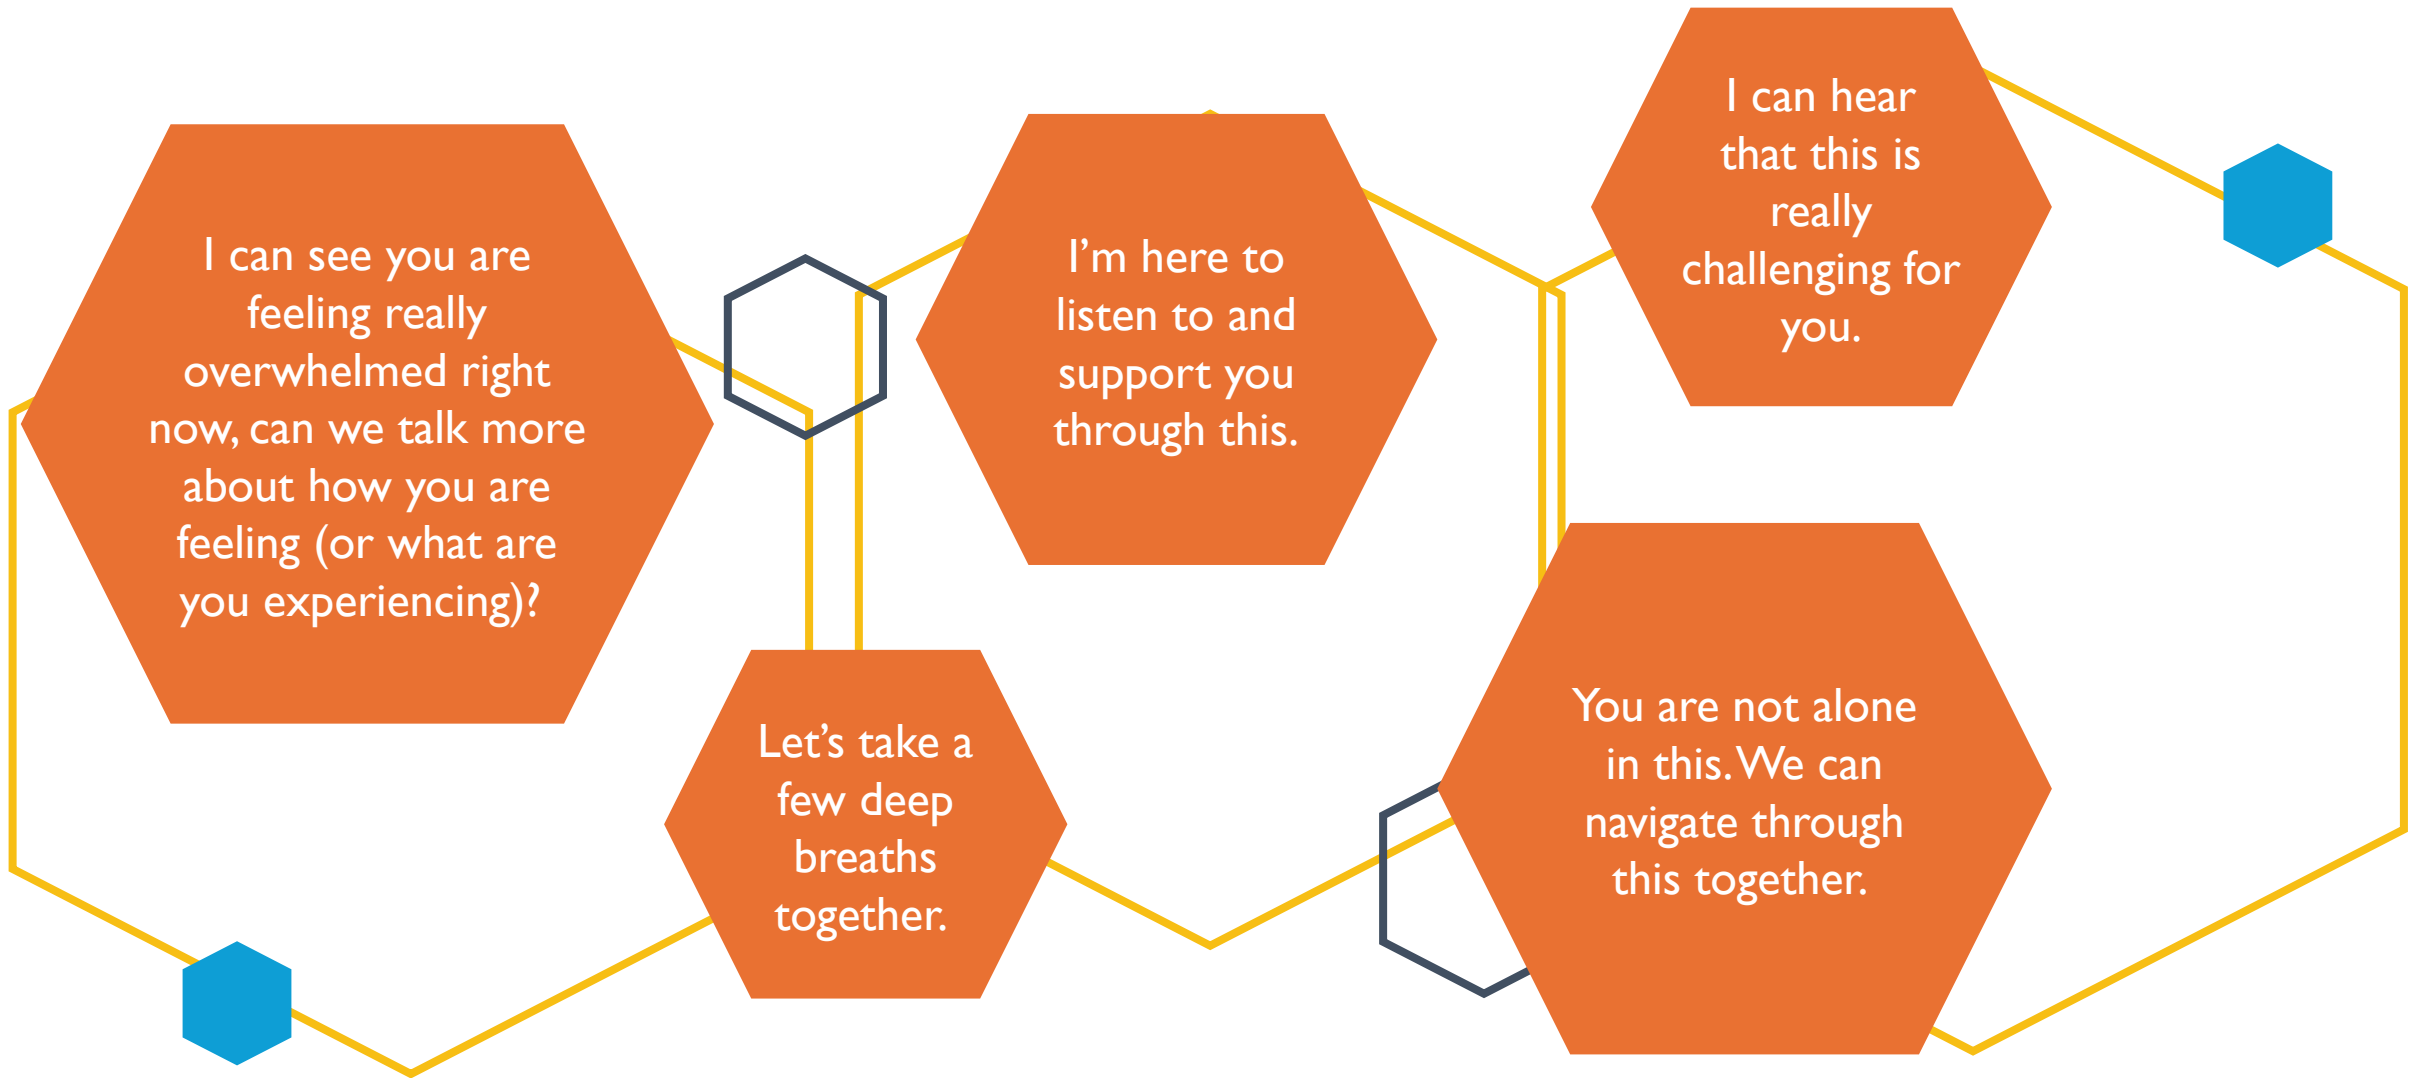 I can see you are
feeling really
overwhelmed right
now, can we talk more
about how you are
feeling (or what are
you experiencing)?
Let’s take a
few deep
breaths
together.
I’m here to
listen to and
support you
through this.
I can hear
that this is
really
challenging for
you.
You are not alone
in this. We can
navigate through
this together.